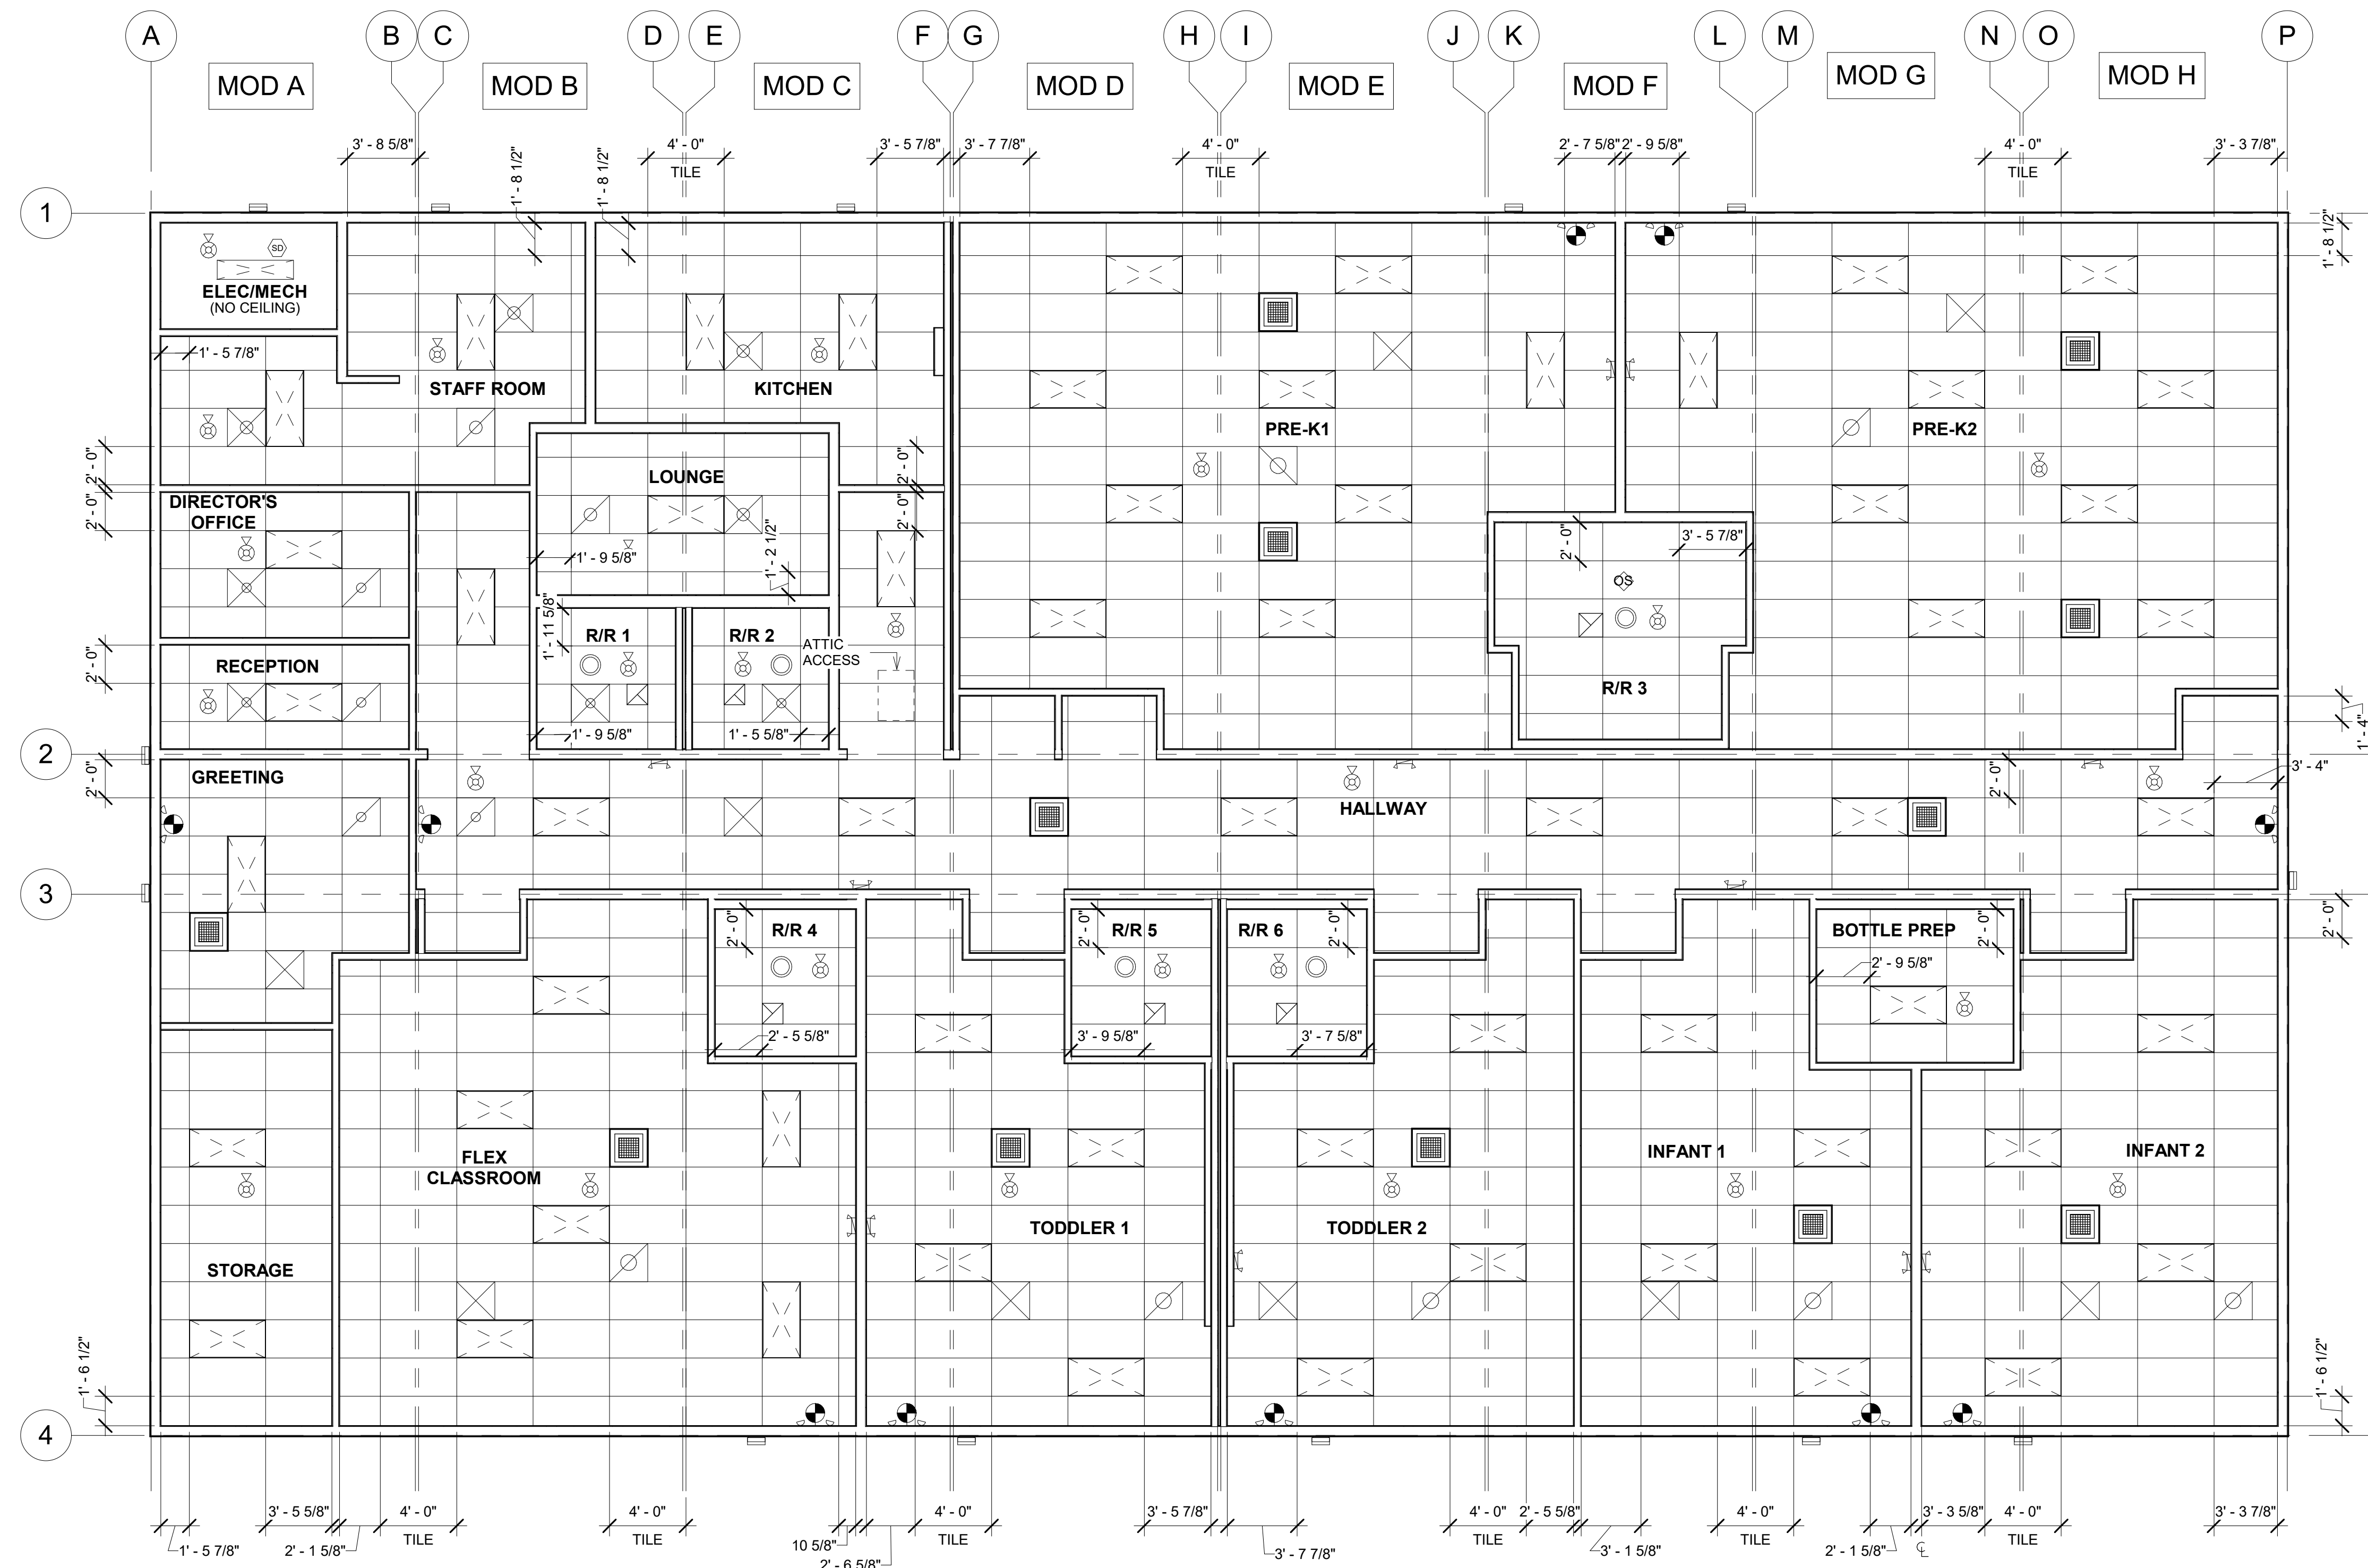 A B C D E F G H I J K L M N O P
MOD A MOD B MOD C MOD D MOD E MOD F MOD G MOD H
3' - 8 5/8" 4' - 0" 3' - 5 7/8" 3' - 7 7/8" 4' - 0" 2' - 7 5/8" 2' - 9 5/8" 4' - 0" 3' - 3 7/8"
TILE TILE TILE
1' - 8 1/2" 1' - 8 1/2" 1' - 8 1/2"
1
SD
ELEC/MECH
(NO CEILING)
1' - 5 7/8"
STAFF ROOM
KITCHEN
PRE-K1
PRE-K2
2' - 0"
2' - 0"
LOUNGE
DIRECTOR'S
OFFICE
2' - 0"
2' - 0"
1' - 9 5/8"
1' - 2 1/2"
2' - 0"
3' - 5 7/8"
OS
1' - 11 5/8"
R/R 1
R/R 2
ATTIC
ACCESS
2' - 0"
RECEPTION
R/R 3
1' - 9 5/8"
1' - 5 5/8"
1' - 4"
2
GREETING
2' - 0"
2' - 0"
3' - 4"
HALLWAY
3
2' - 0"
R/R 4
2' - 0"
R/R 5
R/R 6
2' - 0"
BOTTLE PREP
2' - 0"
2' - 0"
2' - 9 5/8"
2' - 5 5/8"
3' - 9 5/8"
3' - 7 5/8"
FLEX
CLASSROOM
INFANT 1
INFANT 2
TODDLER 1
TODDLER 2
STORAGE
1' - 6 1/2"
1' - 6 1/2"
4
3' - 5 5/8" 4' - 0" 4' - 0" 4' - 0" 3' - 5 7/8" 4' - 0" 2' - 5 5/8" 4' - 0" 3' - 3 5/8" 4' - 0" 3' - 3 7/8"
TILE TILE TILE TILE TILE TILE
1' - 5 7/8" 2' - 1 5/8" 10 5/8" 3' - 7 7/8" 3' - 1 5/8" 2' - 1 5/8" ℄
2' - 6 5/8"